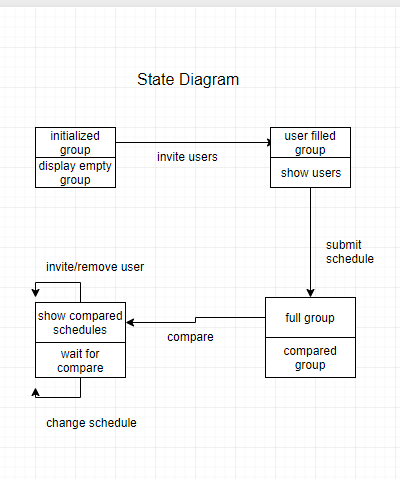 State Diagram
initialized
group
display empty
group
invite users
user filled
group
show users
submit
schedule
invite/remove user
show compared
schedules
wait for
compare
compare
full group
compared
group
change schedule